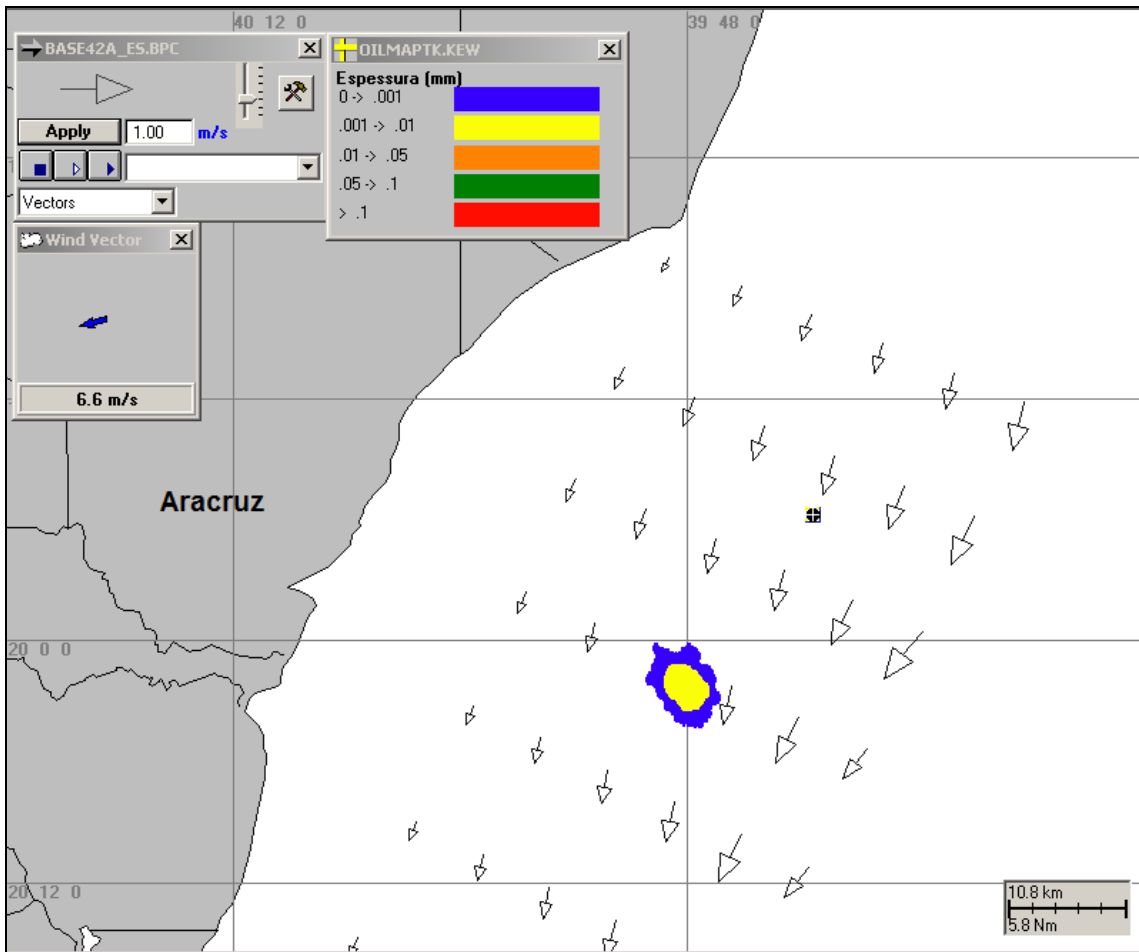 40 12 0
39 48 0
BASE42A_ES.BPC
Apply
1.00
m/s
Vectors
OILMAPTK.KEW
Espessura (mm)
0 -> .001
.001 -> .01
.01 -> .05
.05 -> .1
> .1
Wind Vector
6.6 m/s
Aracruz
20 0 0
20 12 0
10.8 km
5.8 Nm